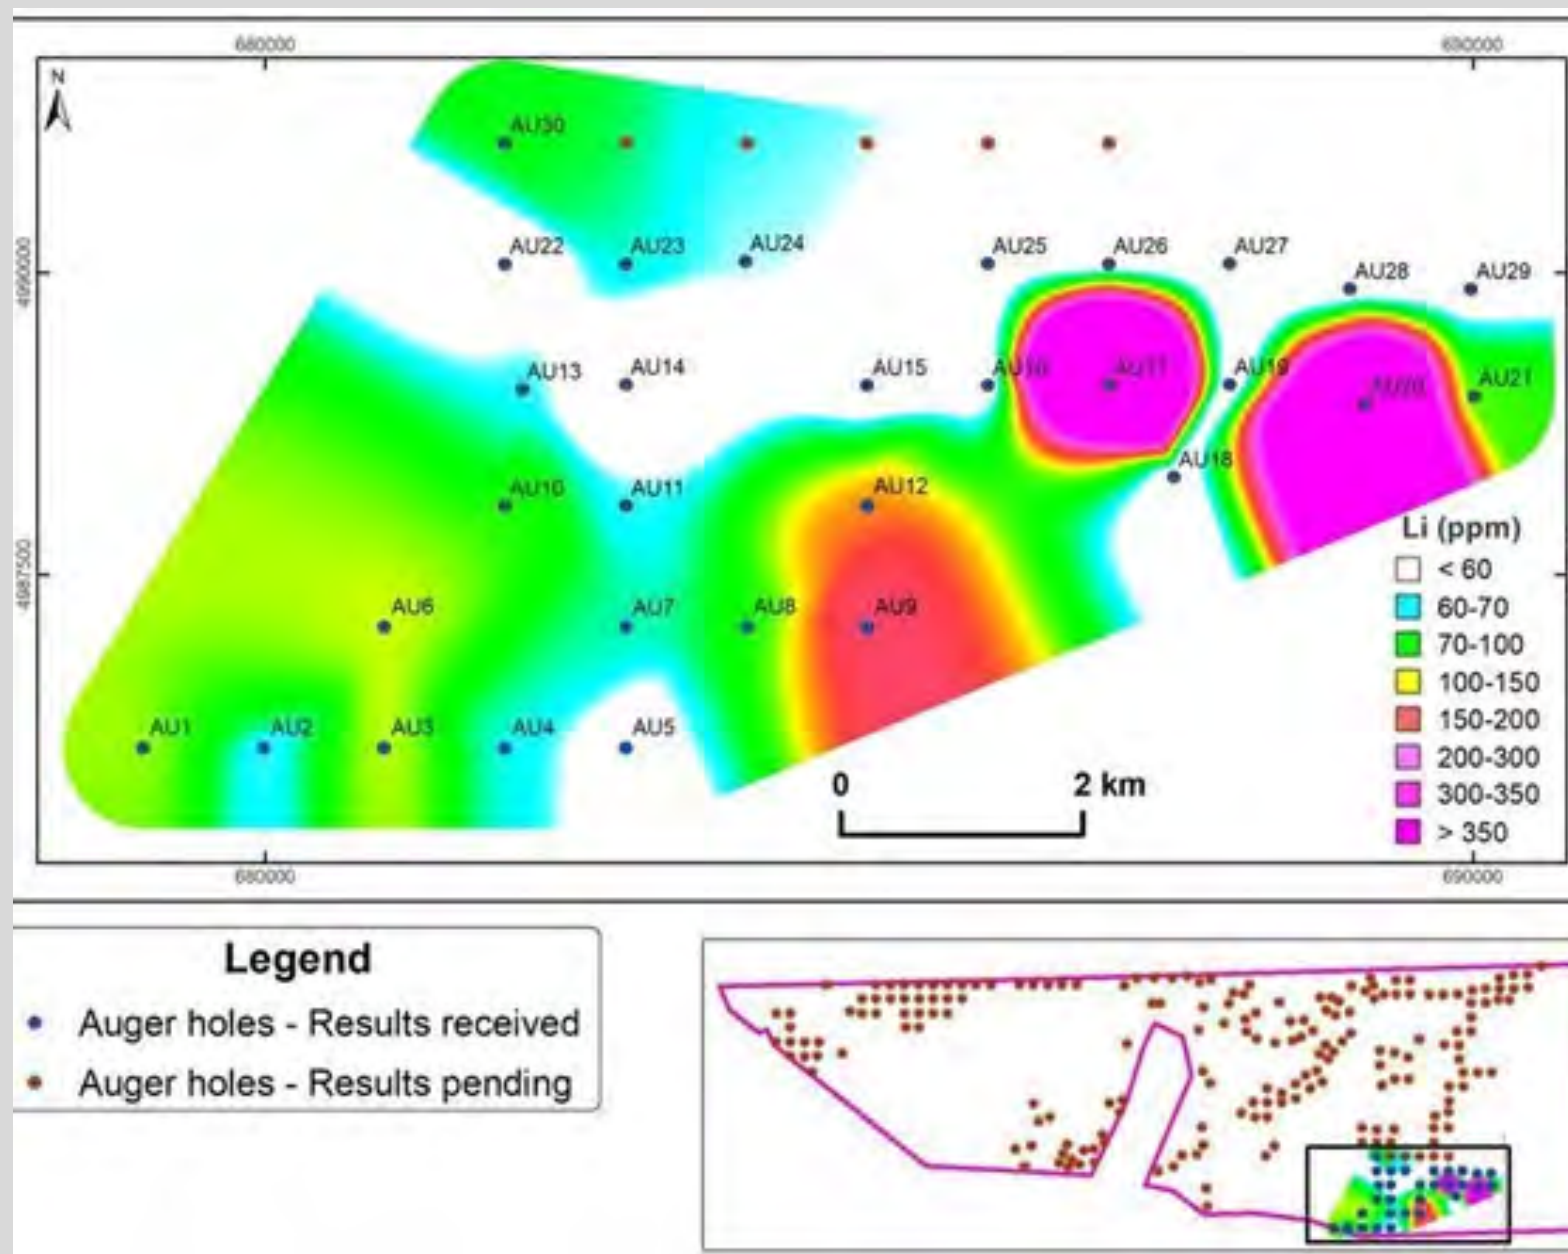 680000
690000
N
AU30
AU22
AU23
AU24
AU25
AU26
AU27
AU28
AU29
4990000
AU13
AU14
AU15
AU16
AU17
AU19
AU20
AU21
AU10
AU11
AU12
AU18
4987500
AU6
AU7
AU8
AU9
AU1
AU2
AU3
AU4
AU5
0 2 km
Li (ppm)
< 60
60-70
70-100
100-150
150-200
200-300
300-350
> 350
680000
690000
Legend
Auger holes - Results received
Auger holes - Results pending